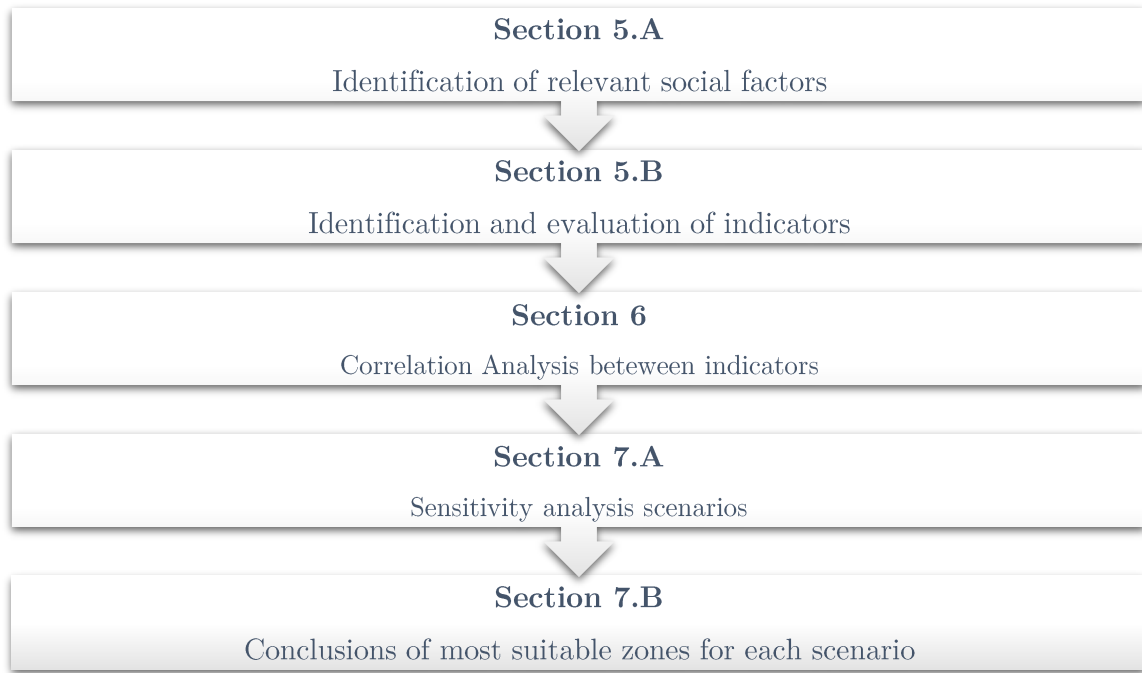 Section 5.A
Identification of relevant social factors
Section 5.B
Identification and evaluation of indicators
Section 6
Correlation Analysis beteween indicators
Section 7.A
Sensitivity analysis scenarios
Section 7.B
Conclusions of most suitable zones for each scenario